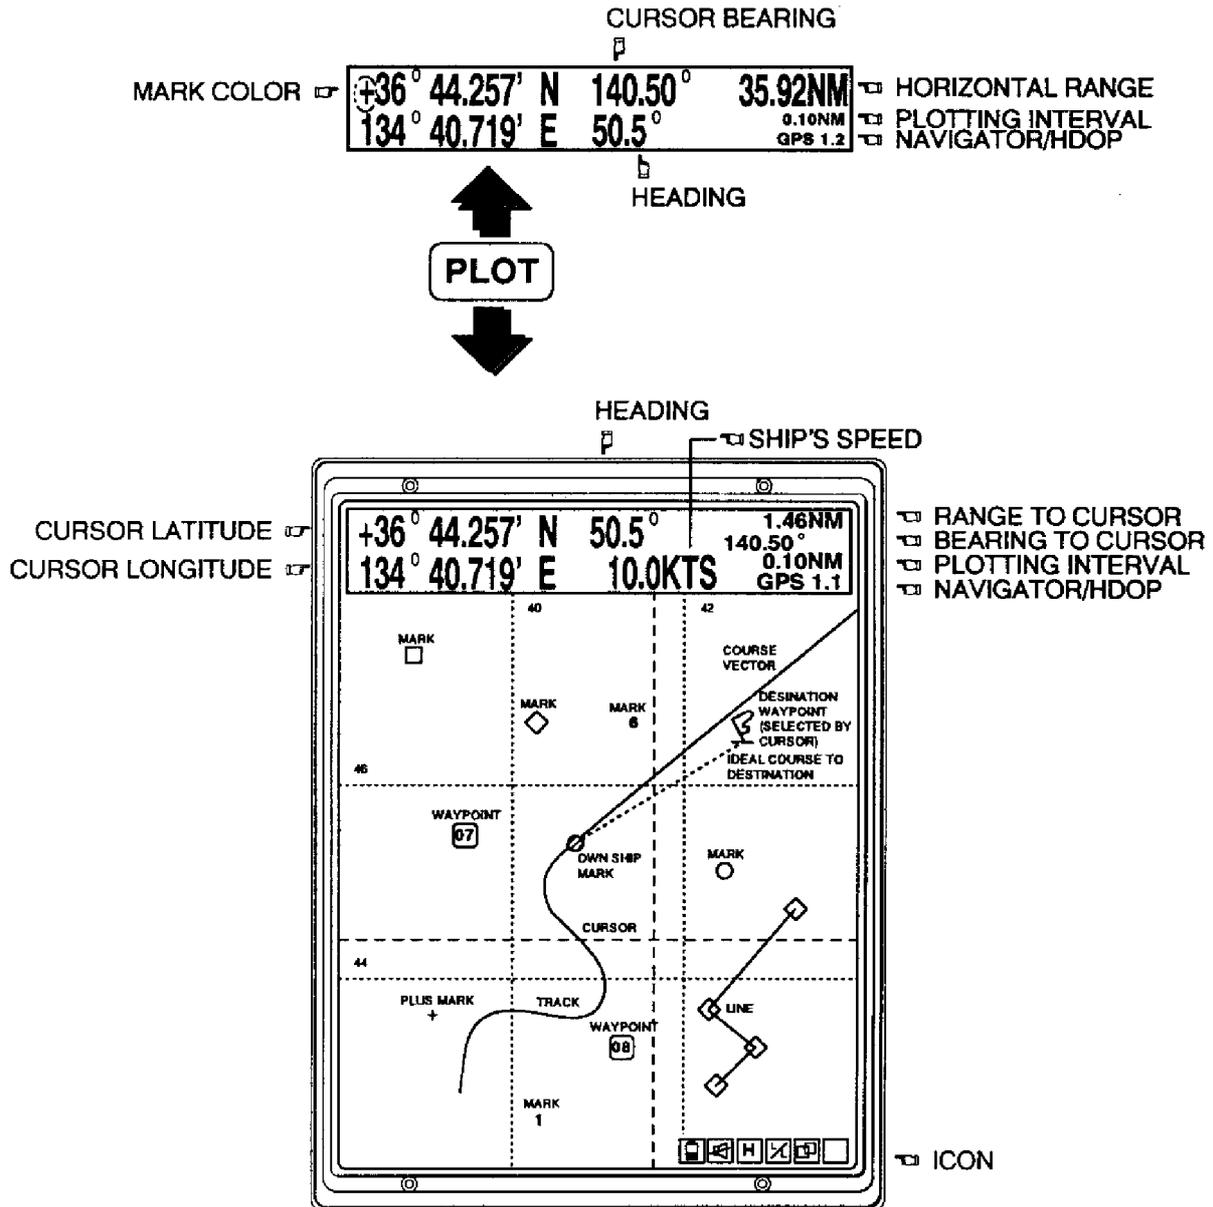 CURSOR BEARING
MARK COLOR
+36° 44.257' N 140.50° 35.92NM
134° 40.719' E 50.5° 0.10NM
GPS 1.2
HORIZONTAL RANGE
PLOTTING INTERVAL
NAVIGATOR/HDOP
HEADING
PLOT
HEADING
SHIP'S SPEED
CURSOR LATITUDE
CURSOR LONGITUDE
+36° 44.257' N 50.5° 1.46NM
140.50°
134° 40.719' E 10.0KTS 0.10NM
GPS 1.1
RANGE TO CURSOR
BEARING TO CURSOR
PLOTTING INTERVAL
NAVIGATOR/HDOP
40
42
MARK
COURSE
VECTOR
MARK
MARK
6
DESINATION
WAYPOINT
(SELECTED BY
CURSOR)
IDEAL COURSE TO
DESTINATION
46
WAYPOINT
07
OWN SHIP
MARK
MARK
CURSOR
44
PLUS MARK
TRACK
LINE
WAYPOINT
08
MARK
1
H
ICON